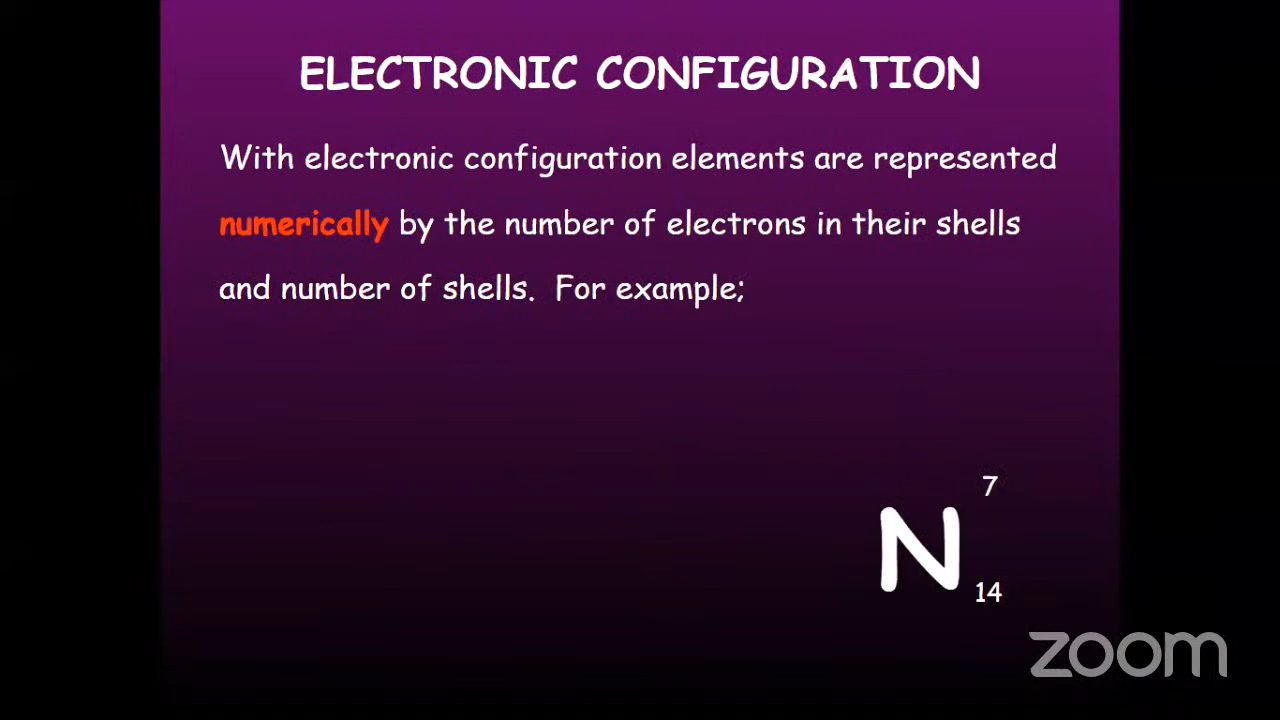 ELECTRONIC CONFIGURATION
With electronic configuration elements are represented
numerically by the number of electrons in their shells
and number of shells. For example;
7
N
14
zoom